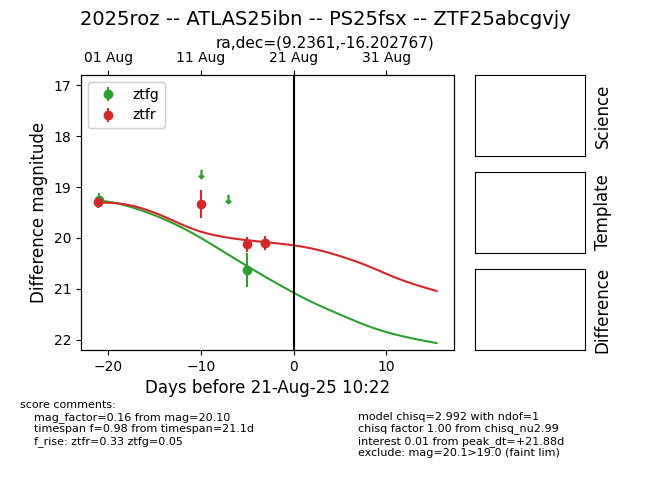 2025roz -- ATLAS25ibn -- PS25fsx -- ZTF25abcgvjy
ra,dec=(9.2361,-16.202767)
01 Aug 11 Aug 21 Aug 31 Aug
ztfg
ztfr
17
18
19
20
21
22
Difference magnitude
−20 −10 0 10
Days before 21-Aug-25 10:22
Science
Template
Difference
score comments:
mag_factor=0.16 from mag=20.10
timespan f=0.98 from timespan=21.1d
f_rise: ztfr=0.33 ztfg=0.05
model chisq=2.992 with ndof=1
chisq factor 1.00 from chisq_nu2.99
interest 0.01 from peak_dt=+21.88d
exclude: mag=20.1>19.0 (faint lim)